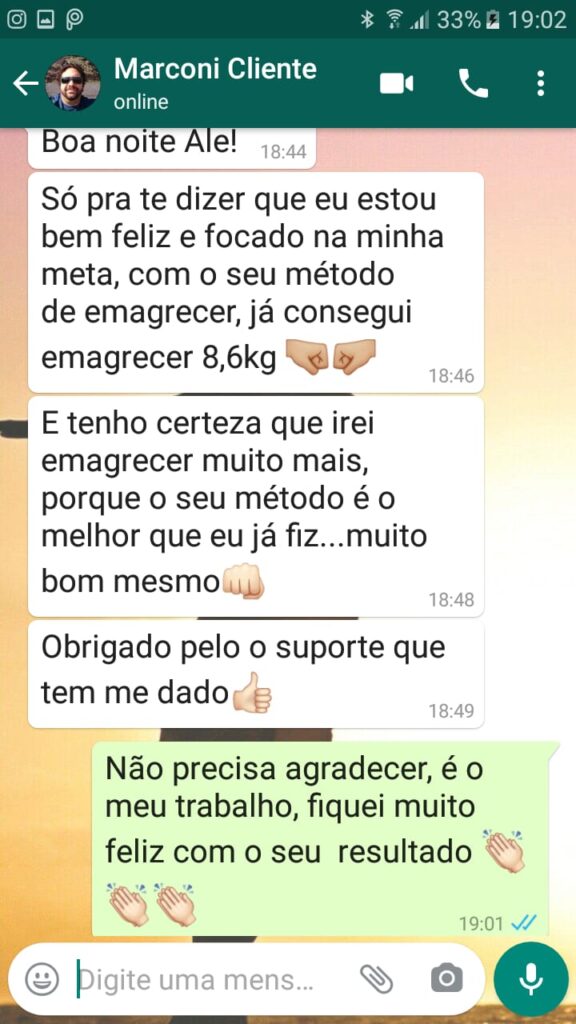 33% 19:02
Marconi Cliente
online
Boa noite Ale! 18:44
Só pra te dizer que eu estou
bem feliz e focado na minha
meta, com o seu método
de emagrecer, já consegui
emagrecer 8,6kg 🤛🤜
18:46
E tenho certeza que irei
emagrecer muito mais,
porque o seu método é o
melhor que eu já fiz...muito
bom mesmo👊
18:48
Obrigado pelo o suporte que
tem me dado👍
18:49
Não precisa agradecer, é o
meu trabalho, fiquei muito
feliz com o seu  resultado 👏
👏👏
19:01
Digite uma mens...